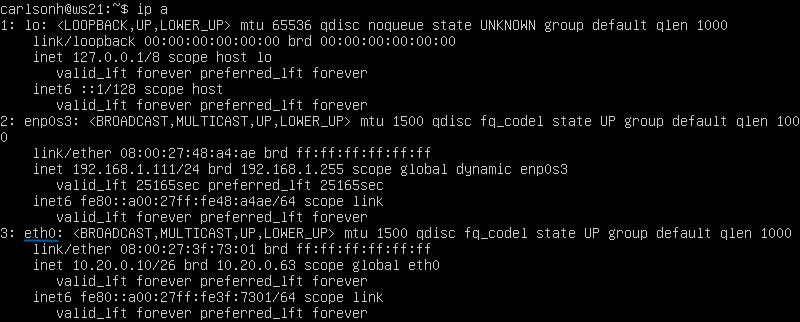 carlsonh@ws21:~$ ip a
1: lo: <LOOPBACK,UP,LOWER_UP> mtu 65536 qdisc noqueue state UNKNOWN group default qlen 1000
link/loopback 00:00:00:00:00:00 brd 00:00:00:00:00:00
inet 127.0.0.1/8 scope host lo
valid_lft forever preferred_lft forever
inet6 ::1/128 scope host
valid_lft forever preferred_lft forever
2: enp0s3: <BROADCAST,MULTICAST,UP,LOWER_UP> mtu 1500 qdisc fq_codel state UP group default qlen 100
0
link/ether 08:00:27:48:a4:ae brd ff:ff:ff:ff:ff:ff
inet 192.168.1.111/24 brd 192.168.1.255 scope global dynamic enp0s3
valid_lft 25165sec preferred_lft 25165sec
inet6 fe80::a00:27ff:fe48:a4ae/64 scope link
valid_lft forever preferred_lft forever
3: eth0: <BROADCAST,MULTICAST,UP,LOWER_UP> mtu 1500 qdisc fq_codel state UP group default qlen 1000
link/ether 08:00:27:3f:73:01 brd ff:ff:ff:ff:ff:ff
inet 10.20.0.10/26 brd 10.20.0.63 scope global eth0
valid_lft forever preferred_lft forever
inet6 fe80::a00:27ff:fe3f:7301/64 scope link
valid_lft forever preferred_lft forever